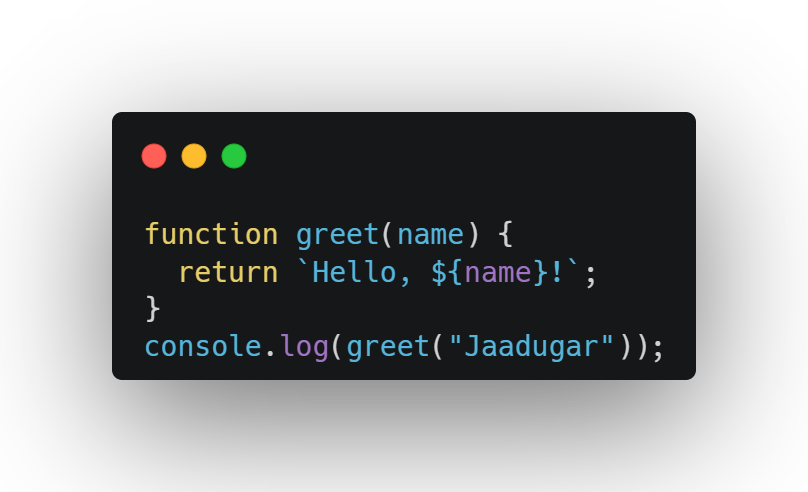 function greet(name) {
  return `Hello, ${name}!`;
}
console.log(greet("Jaadugar"));